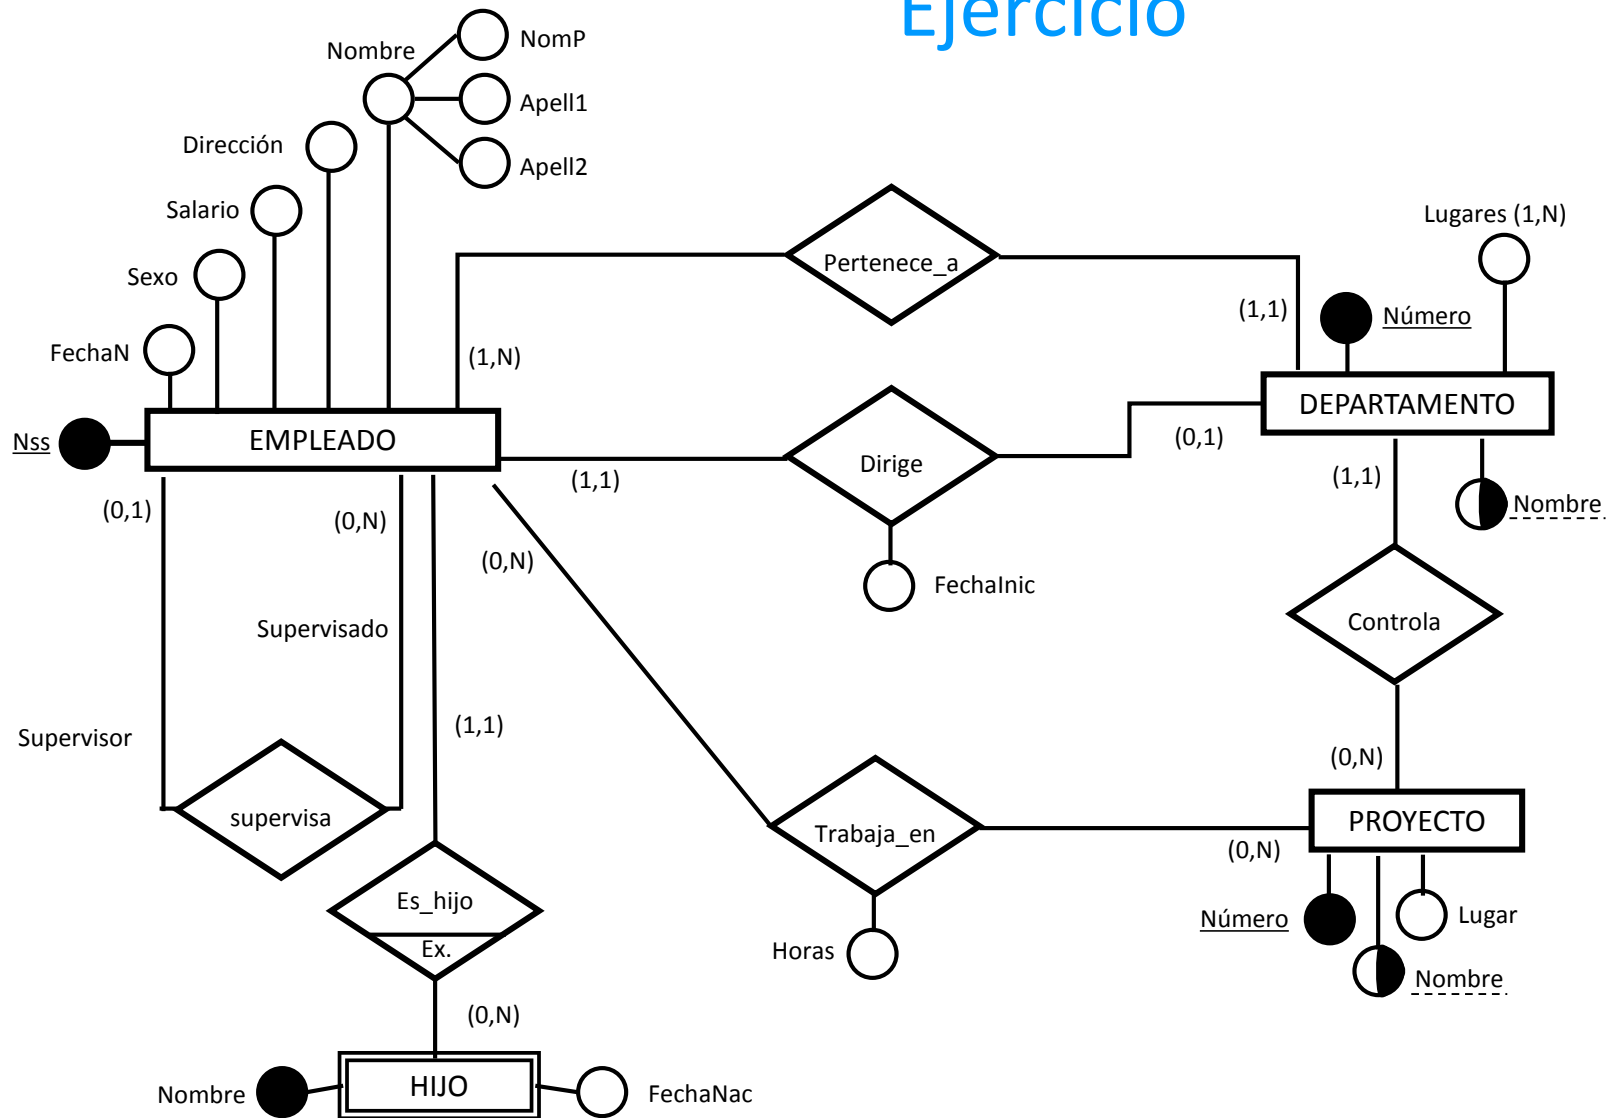 Ejercicio
Nombre
NomP
Apell1
Apell2
Dirección
Salario
Sexo
FechaN
Nss
EMPLEADO
(1,N)
Pertenece_a
(1,1)
Lugares (1,N)
Número
DEPARTAMENTO
Nombre
(1,1)
Dirige
(0,1)
FechaInic
(1,1)
Controla
(0,N)
(0,1)
(0,N)
Supervisado
Supervisor
supervisa
(1,1)
Es_hijo
Ex.
(0,N)
(0,N)
Trabaja_en
(0,N)
Horas
PROYECTO
Número
Nombre
Lugar
Nombre
HIJO
FechaNac